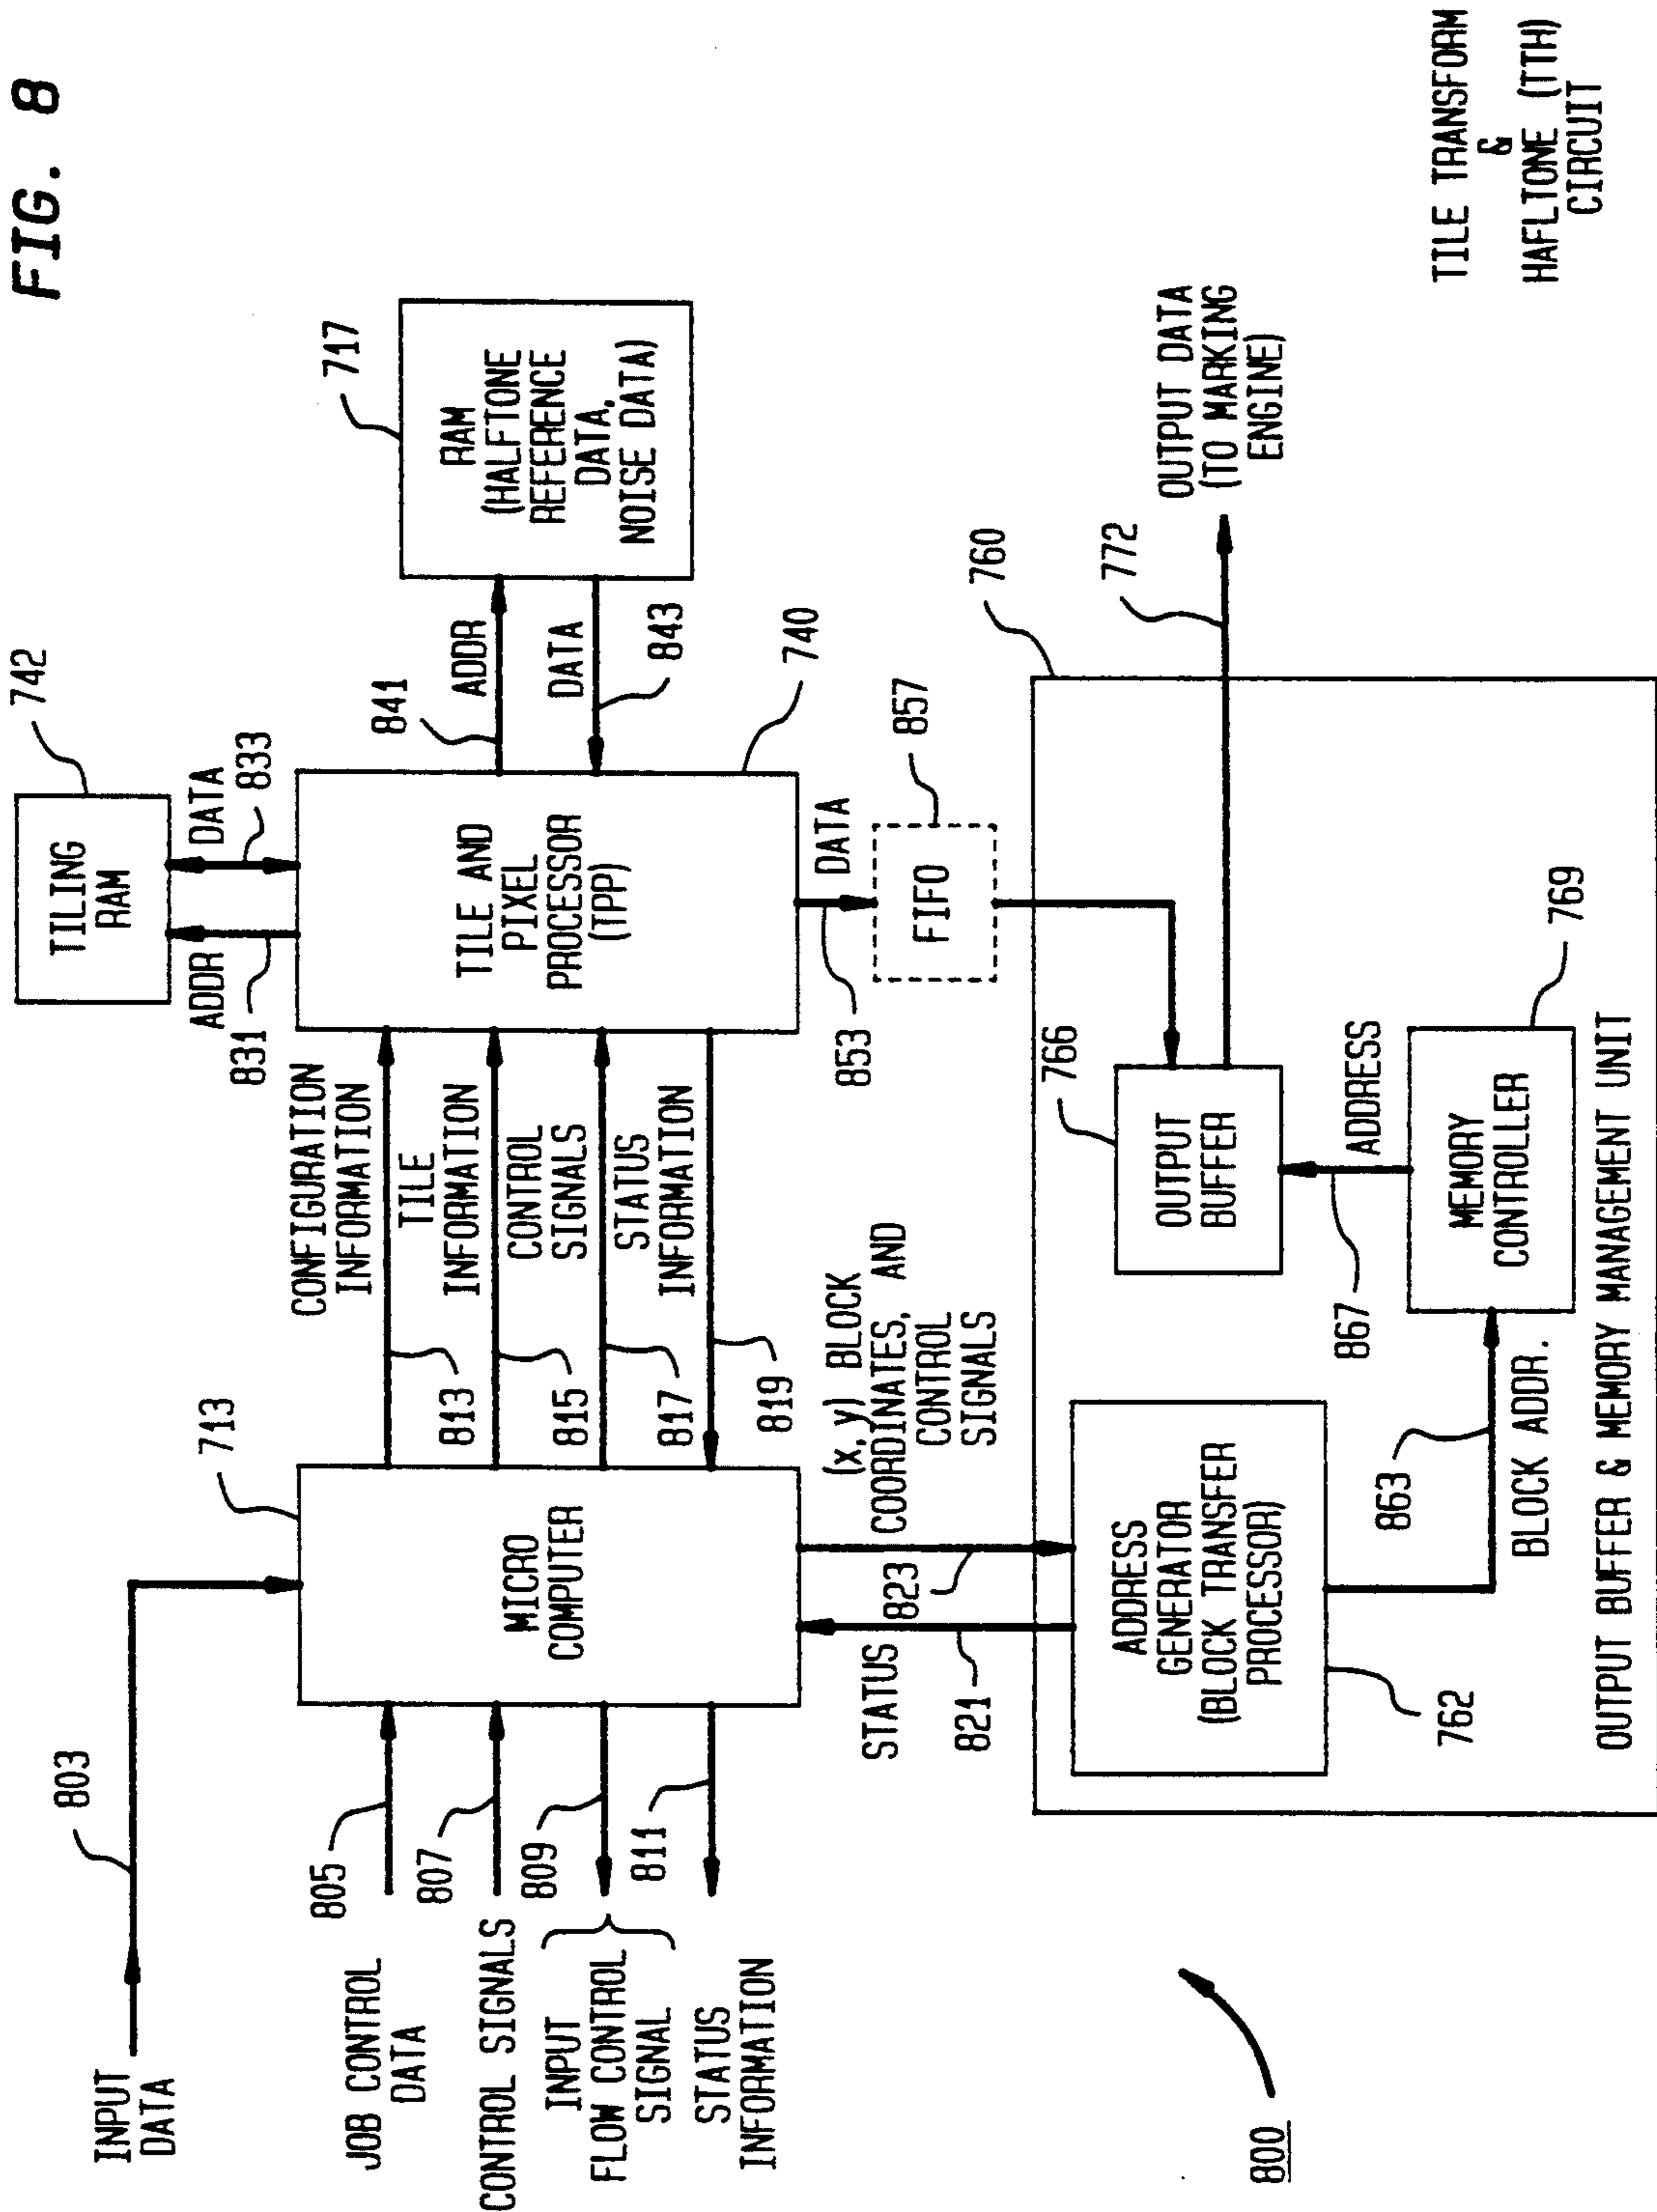 FIG. 8
INPUT
DATA
803
JOB CONTROL
DATA
805
CONTROL SIGNALS
807
INPUT
FLOW CONTROL
SIGNAL
809
STATUS
INFORMATION
811
713
MICRO
COMPUTER
CONFIGURATION
INFORMATION
813
TILE
INFORMATION
815
CONTROL
SIGNALS
817
STATUS
INFORMATION
819
742
TILING
RAM
ADDR
831
DATA
833
TILE AND
PIXEL
PROCESSOR
(TPP)
740
841
ADDR
DATA
843
717
RAM
(HALFTONE
REFERENCE
DATA,
NOISE DATA)
853
DATA
FIFO
857
STATUS
821
823
(x,y) BLOCK
COORDINATES, AND
CONTROL
SIGNALS
760
ADDRESS
GENERATOR
(BLOCK TRANSFER
PROCESSOR)
762
863
BLOCK ADDR.
766
OUTPUT
BUFFER
867
ADDRESS
MEMORY
CONTROLLER
769
772
OUTPUT DATA
(TO MARKING
ENGINE)
OUTPUT BUFFER & MEMORY MANAGEMENT UNIT
800
TILE TRANSFORM
&
HAFLTONE (TTH)
CIRCUIT